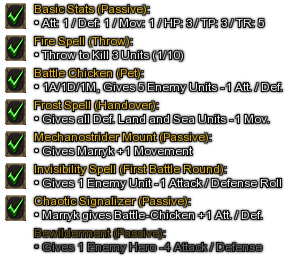 Basic Stats (Passive):
• Att: 1 / Def: 1 / Mov: 1 / HP: 3 / TP: 3 / TR: 5
Fire Spell (Throw):
• Throw to Kill 3 Units (1/10)
Battle Chicken (Pet):
• 1A/1D/1M, Gives 5 Enemy Units -1 Att. / Def.
Frost Spell (Handover):
• Gives all Def. Land and Sea Units -1 Mov.
Mechanostrider Mount (Passive):
• Gives Marryk +1 Movement
Invisibility Spell (First Battle Round):
• Gives 1 Enemy Unit -1 Attack / Defense Roll
Chaotic Signalizer (Passive):
• Marryk gives Battle-Chicken +1 Att. / Def.
Bewilderment (Passive):
• Gives 1 Enemy Hero -4 Attack / Defense